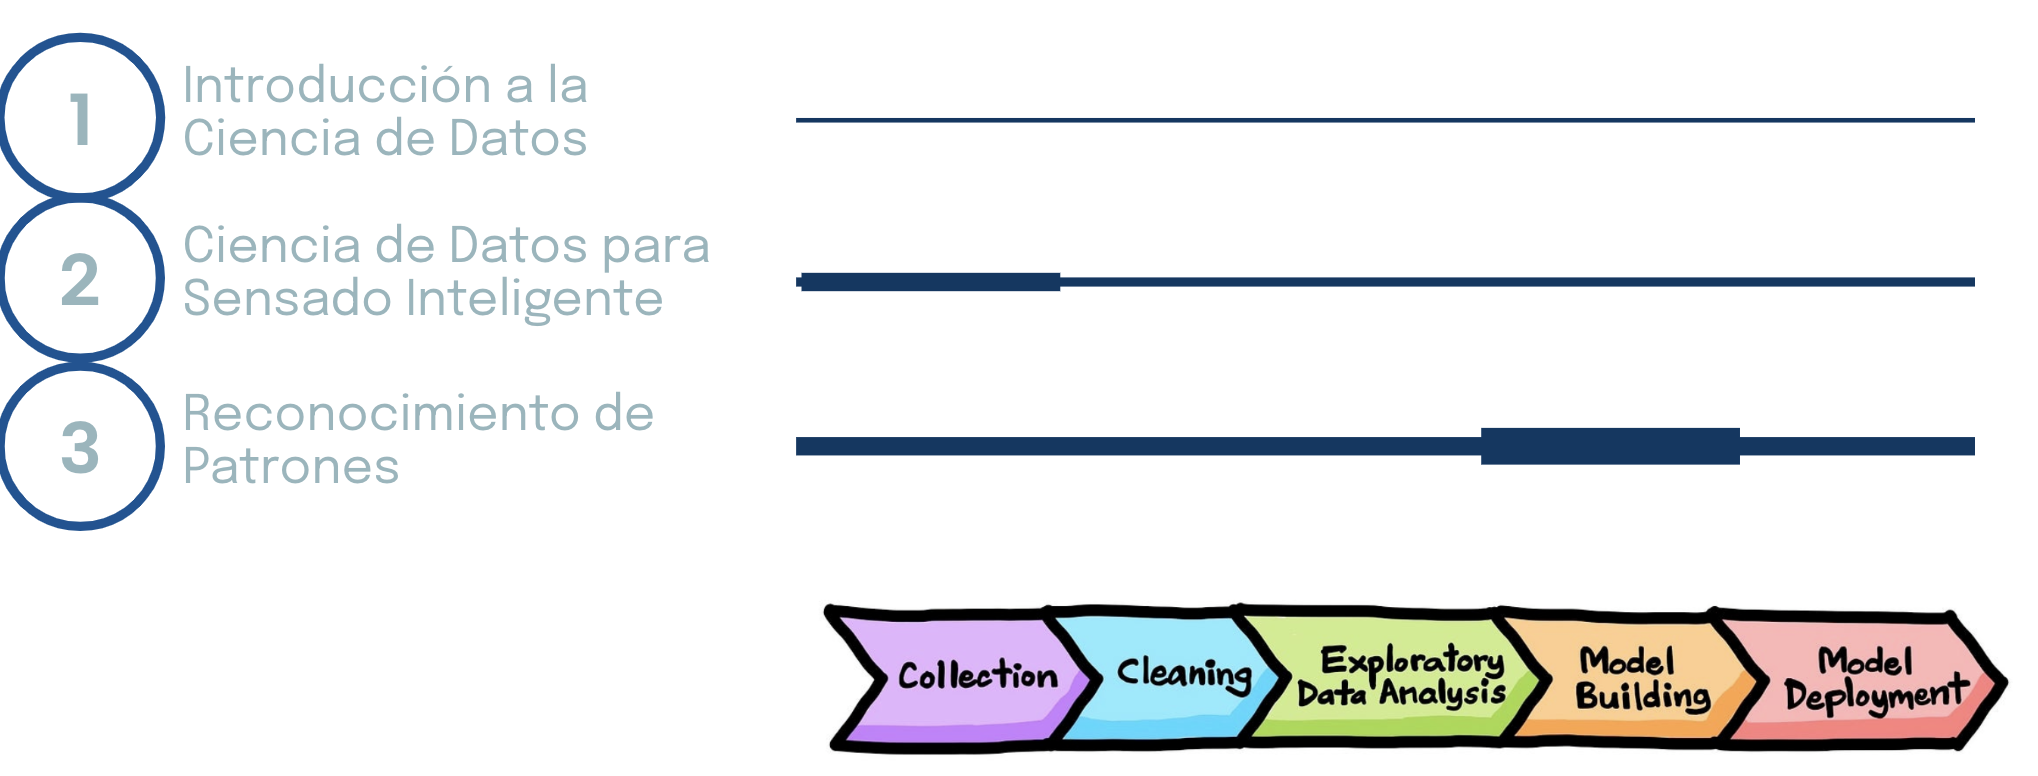 1
Introducción a la
Ciencia de Datos
2
Ciencia de Datos para
Sensado Inteligente
3
Reconocimiento de
Patrones
Collection
Cleaning
Exploratory
Data Analysis
Model
Building
Model
Deployment